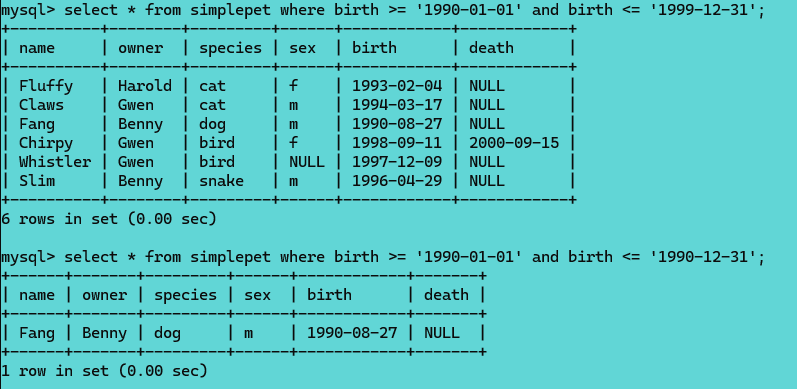 mysql> select * from simplepet where birth >= '1990-01-01' and birth <= '1999-12-31';
+----------+--------+---------+------+------------+------------+
| name     | owner  | species | sex  | birth      | death      |
+----------+--------+---------+------+------------+------------+
| Fluffy   | Harold | cat     | f    | 1993-02-04 | NULL       |
| Claws    | Gwen   | cat     | m    | 1994-03-17 | NULL       |
| Fang     | Benny  | dog     | m    | 1990-08-27 | NULL       |
| Chirpy   | Gwen   | bird    | f    | 1998-09-11 | 2000-09-15 |
| Whistler | Gwen   | bird    | NULL | 1997-12-09 | NULL       |
| Slim     | Benny  | snake   | m    | 1996-04-29 | NULL       |
+----------+--------+---------+------+------------+------------+
6 rows in set (0.00 sec)
mysql> select * from simplepet where birth >= '1990-01-01' and birth <= '1990-12-31';
+------+-------+---------+------+------------+-------+
| name | owner | species | sex  | birth      | death |
+------+-------+---------+------+------------+-------+
| Fang | Benny | dog     | m    | 1990-08-27 | NULL  |
+------+-------+---------+------+------------+-------+
1 row in set (0.00 sec)